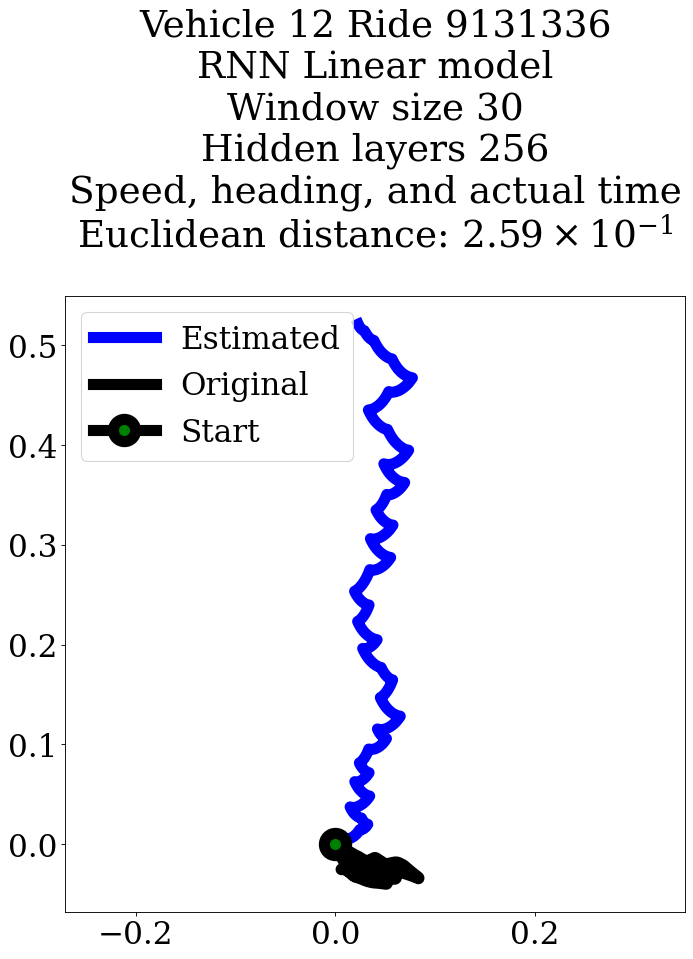 Vehicle 12 Ride 9131336
RNN Linear model
Window size 30
Hidden layers 256
Speed, heading, and actual time
Euclidean distance: 2.59 × 10⁻¹
Estimated
Original
Start
0.5
0.4
0.3
0.2
0.1
0.0
−0.2
0.0
0.2